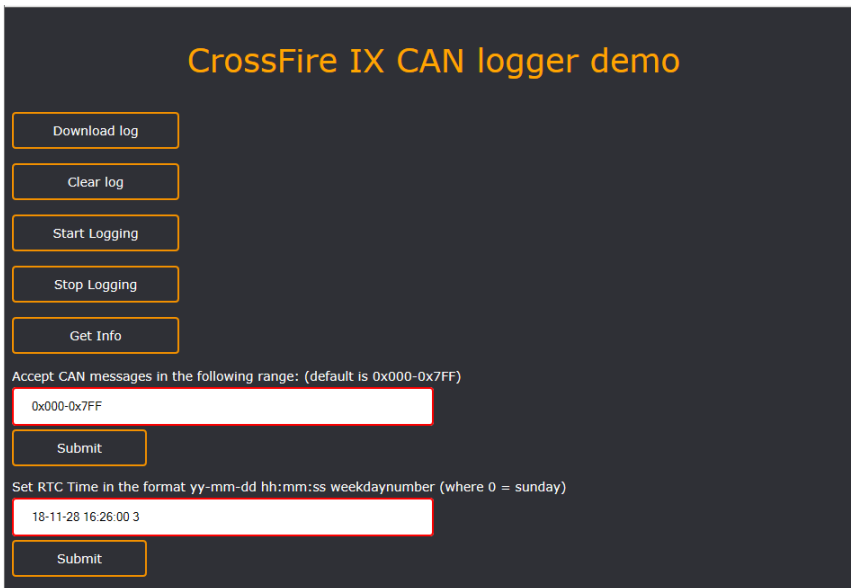 CrossFire IX CAN logger demo
Download log
Clear log
Start Logging
Stop Logging
Get Info
Accept CAN messages in the following range: (default is 0x000-0x7FF)
0x000-0x7FF
Submit
Set RTC Time in the format yy-mm-dd hh:mm:ss weekdaynumber (where 0 = sunday)
18-11-28 16:26:00 3
Submit